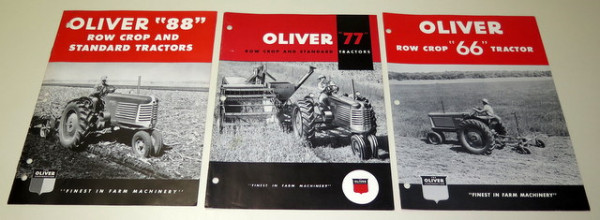 OLIVER "88"
ROW CROP AND
STANDARD TRACTORS
OLIVER
"FINEST IN FARM MACHINERY"
OLIVER "77"
ROW CROP AND STANDARD TRACTORS
"FINEST IN FARM MACHINERY"
OLIVER
ROW CROP "66" TRACTOR
OLIVER
"FINEST IN FARM MACHINERY"